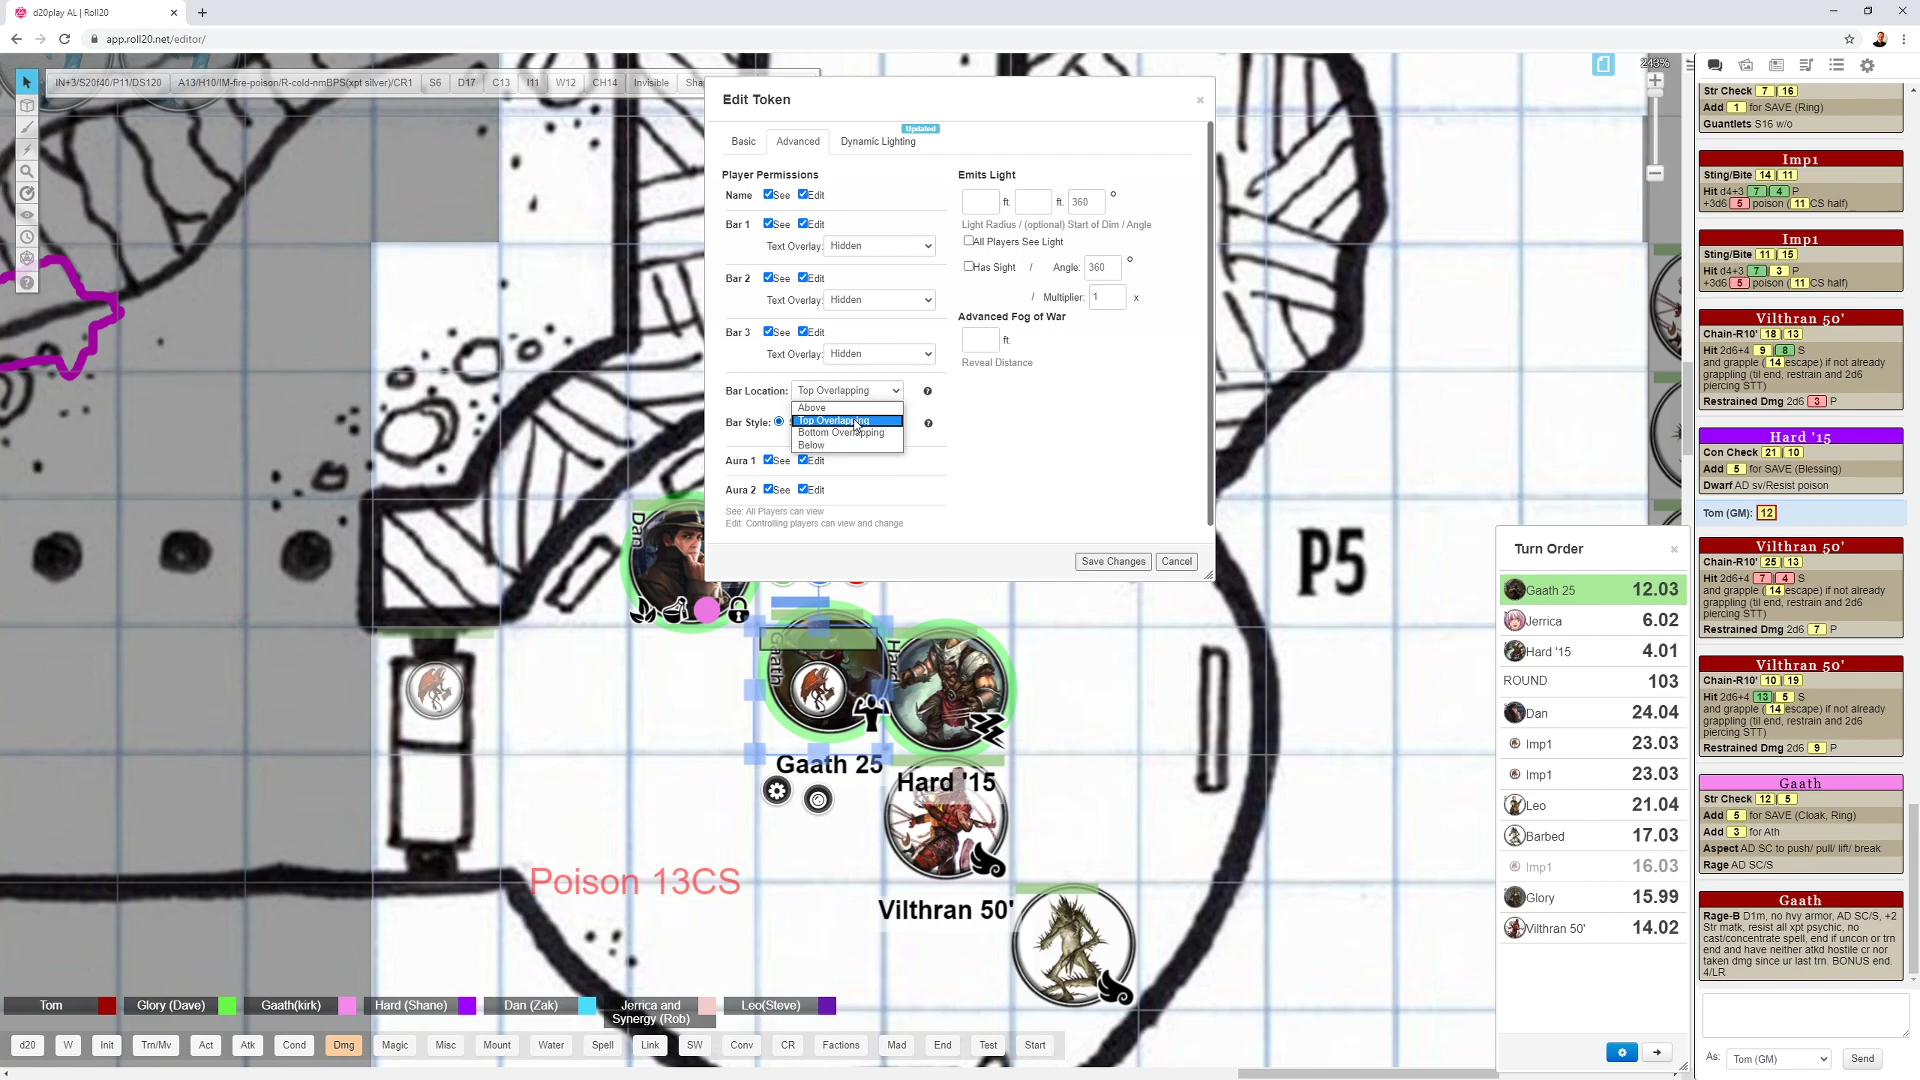 d20play AL | Roll20
app.roll20.net/editor/
IN+3/S20f40/P11/DS120
A13/H10/IM-fire-poison/R-cold-nmBPS(xpt silver)/CR1
S6
D17
C13
I11
W12
CH14
Invisible
243%
Edit Token
Basic
Advanced
Updated
Dynamic Lighting
Player Permissions
Name See Edit
Bar 1 See Edit
Text Overlay: Hidden
Bar 2 See Edit
Text Overlay: Hidden
Bar 3 See Edit
Text Overlay: Hidden
Bar Location: Top Overlapping
Above
Top Overlapping
Bottom Overlapping
Below
Bar Style:
Aura 1 See Edit
Aura 2 See Edit
See: All Players can view
Edit: Controlling players can view and change
Emits Light
ft. ft. 360 °
Light Radius / (optional) Start of Dim / Angle
All Players See Light
Has Sight / Angle: 360 °
/ Multiplier: 1 x
Advanced Fog of War
ft.
Reveal Distance
Save Changes
Cancel
P5
Dan
Gaath
Hard
Gaath 25
Hard '15
Poison 13CS
Vilthran 50'
Turn Order
Gaath 25 12.03
Jerrica 6.02
Hard '15 4.01
ROUND 103
Dan 24.04
Imp1 23.03
Imp1 23.03
Leo 21.04
Barbed 17.03
Imp1 16.03
Glory 15.99
Vilthran 50' 14.02
Str Check 7 | 16
Add 1 for SAVE (Ring)
Guantlets S16 w/o
Imp1
Sting/Bite 14 | 11
Hit d4+3 7 | 4 P
+3d6 5 poison (11 CS half)
Imp1
Sting/Bite 11 | 15
Hit d4+3 7 | 3 P
+3d6 5 poison (11 CS half)
Vilthran 50'
Chain-R10' 18 | 13
Hit 2d6+4 9 | 8 S
and grapple (14 escape) if not already
grappling (til end, restrain and 2d6
piercing STT)
Restrained Dmg 2d6 3 P
Hard '15
Con Check 21 | 10
Add 5 for SAVE (Blessing)
Dwarf AD sv/Resist poison
Tom (GM): 12
Vilthran 50'
Chain-R10' 25 | 13
Hit 2d6+4 7 | 4 S
and grapple (14 escape) if not already
grappling (til end, restrain and 2d6
piercing STT)
Restrained Dmg 2d6 7 P
Vilthran 50'
Chain-R10' 10 | 19
Hit 2d6+4 13 | 5 S
and grapple (14 escape) if not already
grappling (til end, restrain and 2d6
piercing STT)
Restrained Dmg 2d6 9 P
Gaath
Str Check 12 | 5
Add 5 for SAVE (Cloak, Ring)
Add 3 for Ath
Aspect AD SC to push/ pull/ lift/ break
Rage AD SC/S
Gaath
Rage-B D1m, no hvy armor, AD SC/S, +2
Str matk, resist all xpt psychic, no
cast/concentrate spell, end if uncon or trn
end and have neither atkd hostile cr nor
taken dmg since ur last trn. BONUS end.
4/LR
As: Tom (GM)
Send
Tom
Glory (Dave)
Gaath(kirk)
Hard (Shane)
Dan (Zak)
Jerrica and
Synergy (Rob)
Leo(Steve)
d20
W
Init
Trn/Mv
Act
Atk
Cond
Dmg
Magic
Misc
Mount
Water
Spell
Link
SW
Conv
CR
Factions
Mad
End
Test
Start